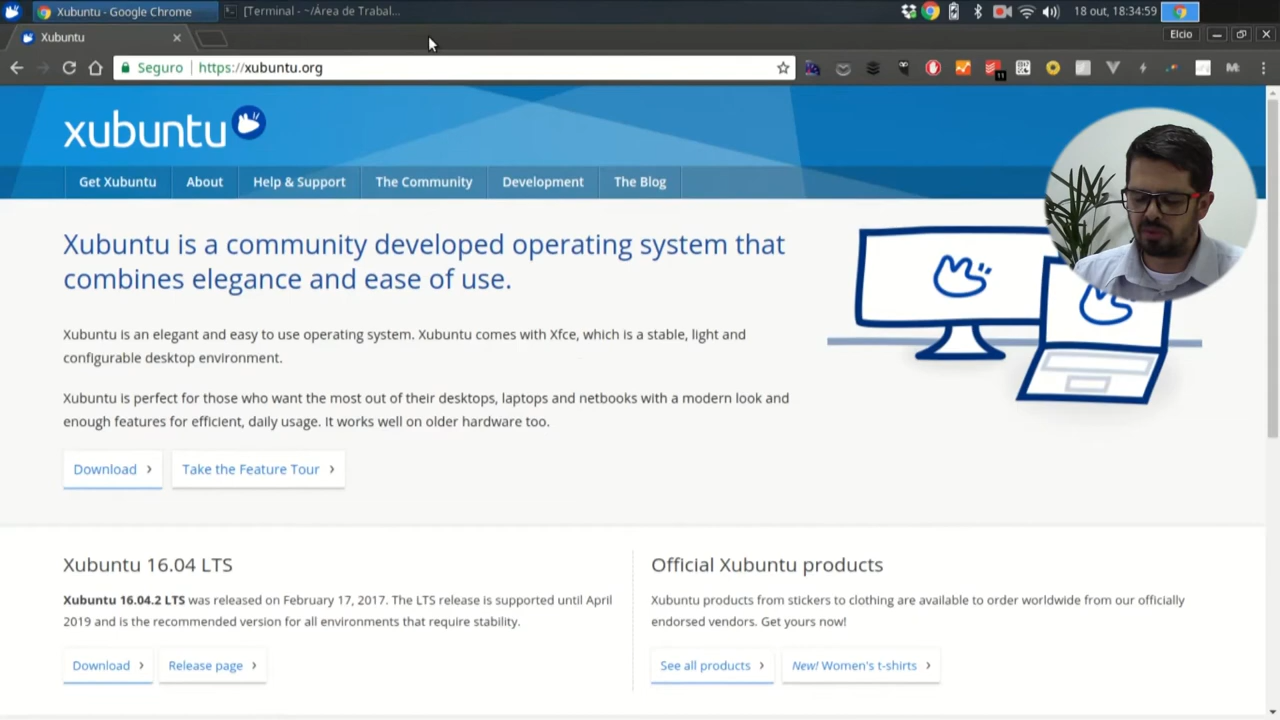 Xubuntu - Google Chrome
[Terminal - ~/Área de Trabal...
18 out, 18:34:59
Xubuntu
Elcio
Seguro
https://xubuntu.org
11
xubuntu
Get Xubuntu
About
Help & Support
The Community
Development
The Blog
Xubuntu is a community developed operating system that
combines elegance and ease of use.
Xubuntu is an elegant and easy to use operating system. Xubuntu comes with Xfce, which is a stable, light and
configurable desktop environment.
Xubuntu is perfect for those who want the most out of their desktops, laptops and netbooks with a modern look and
enough features for efficient, daily usage. It works well on older hardware too.
Download ›
Take the Feature Tour ›
Xubuntu 16.04 LTS
Xubuntu 16.04.2 LTS was released on February 17, 2017. The LTS release is supported until April
2019 and is the recommended version for all environments that require stability.
Download ›
Release page ›
Official Xubuntu products
Xubuntu products from stickers to clothing are available to order worldwide from our officially
endorsed vendors. Get yours now!
See all products ›
New! Women's t-shirts ›